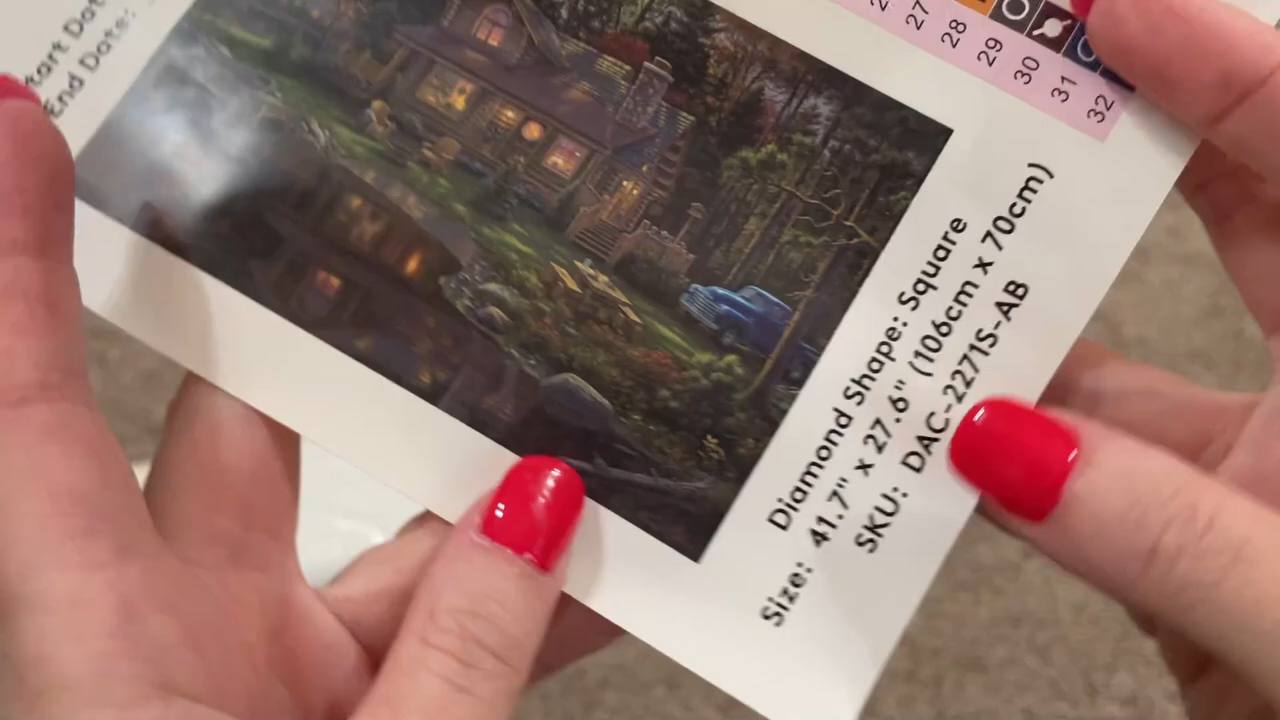 End Date:
27
28
29
30
31
32
Diamond Shape: Square
Size: 41.7" x 27.6" (106cm x 70cm)
SKU: DAC-2271S-AB